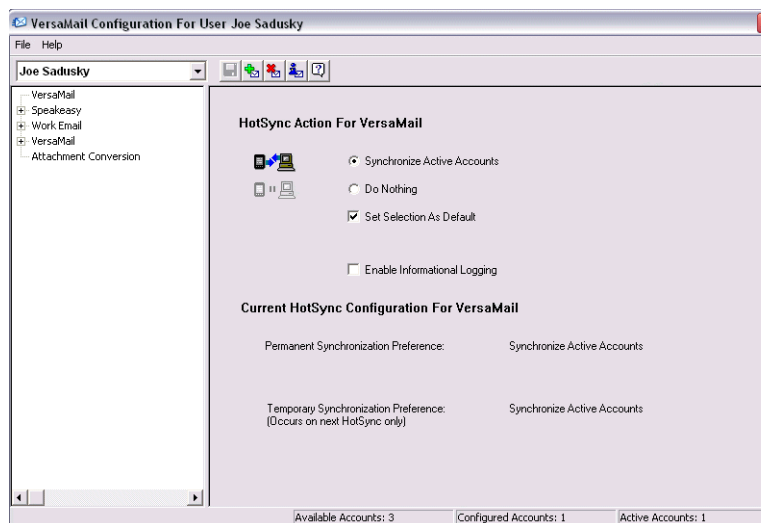 VersaMail Configuration For User Joe Sadusky
File Help
Joe Sadusky
VersaMail
Speakeasy
Work Email
VersaMail
Attachment Conversion
HotSync Action For VersaMail
Synchronize Active Accounts
Do Nothing
Set Selection As Default
Enable Informational Logging
Current HotSync Configuration For VersaMail
Permanent Synchronization Preference: Synchronize Active Accounts
Temporary Synchronization Preference: Synchronize Active Accounts
(Occurs on next HotSync only)
Available Accounts: 3 Configured Accounts: 1 Active Accounts: 1